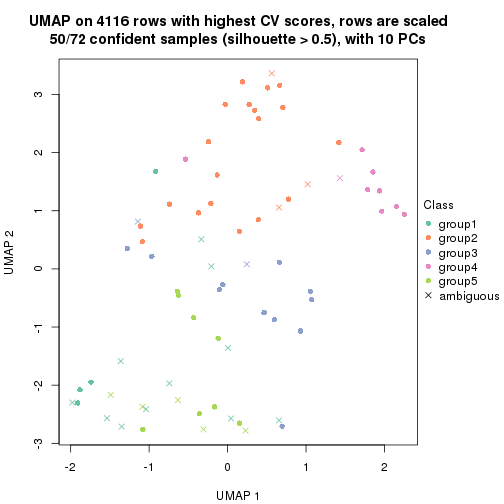 UMAP on 4116 rows with highest CV scores, rows are scaled
50/72 confident samples (silhouette > 0.5), with 10 PCs
3
2
1
0
-1
-2
-3
UMAP 2
-2
-1
0
1
2
UMAP 1
Class
group1
group2
group3
group4
group5
ambiguous